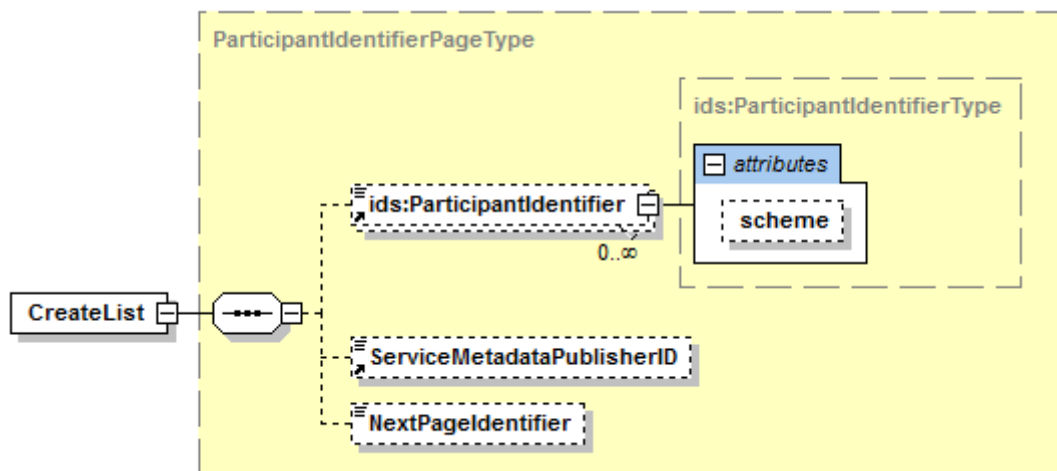 ParticipantIdentifierPageType
ids:ParticipantIdentifierType
attributes
ids:ParticipantIdentifier
scheme
0..∞
CreateList
ServiceMetadataPublisherID
NextPageIdentifier